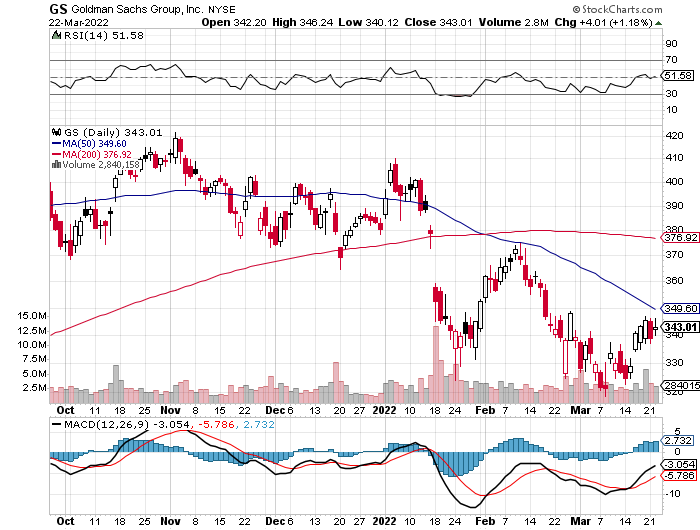 GS Goldman Sachs Group, Inc. NYSE © StockCharts.com
22-Mar-2022 Open 342.20 High 346.24 Low 340.12 Close 343.01 Volume 2.8M Chg +4.01 (+1.18%)
RSI(14) 51.58
90
70
51.58
30
10
GS (Daily) 343.01
MA(50) 349.60
MA(200) 376.92
Volume 2,840,158
420
410
400
390
380
376.92
370
360
349.60
343.01
340
330
320
15.0M
12.5M
10.0M
7.5M
5.0M
2.5M
284015
Oct 11 18 25 Nov 8 15 22 Dec 6 13 20 27 2022 10 18 24 Feb 7 14 22 Mar 7 14 21
MACD(12,26,9) -3.054, -5.786, 2.732
5
2.732
0
-3.054
-5.786
-10
Oct 11 18 25 Nov 8 15 22 Dec 6 13 20 27 2022 10 18 24 Feb 7 14 22 Mar 7 14 21